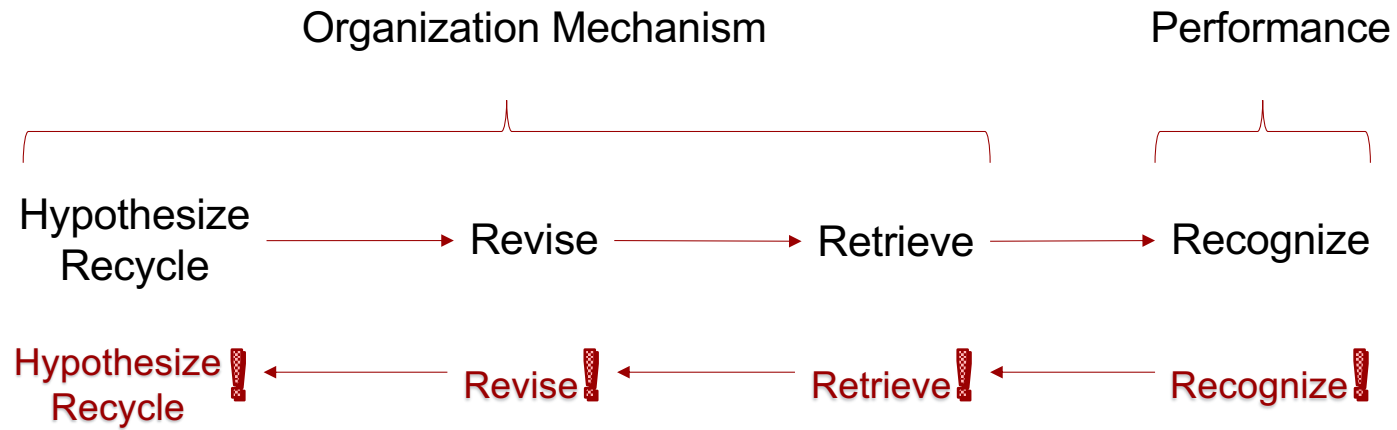 Organization Mechanism Performance
Hypothesize
Recycle
Revise
Retrieve
Recognize
Hypothesize
Recycle!
Revise!
Retrieve!
Recognize!